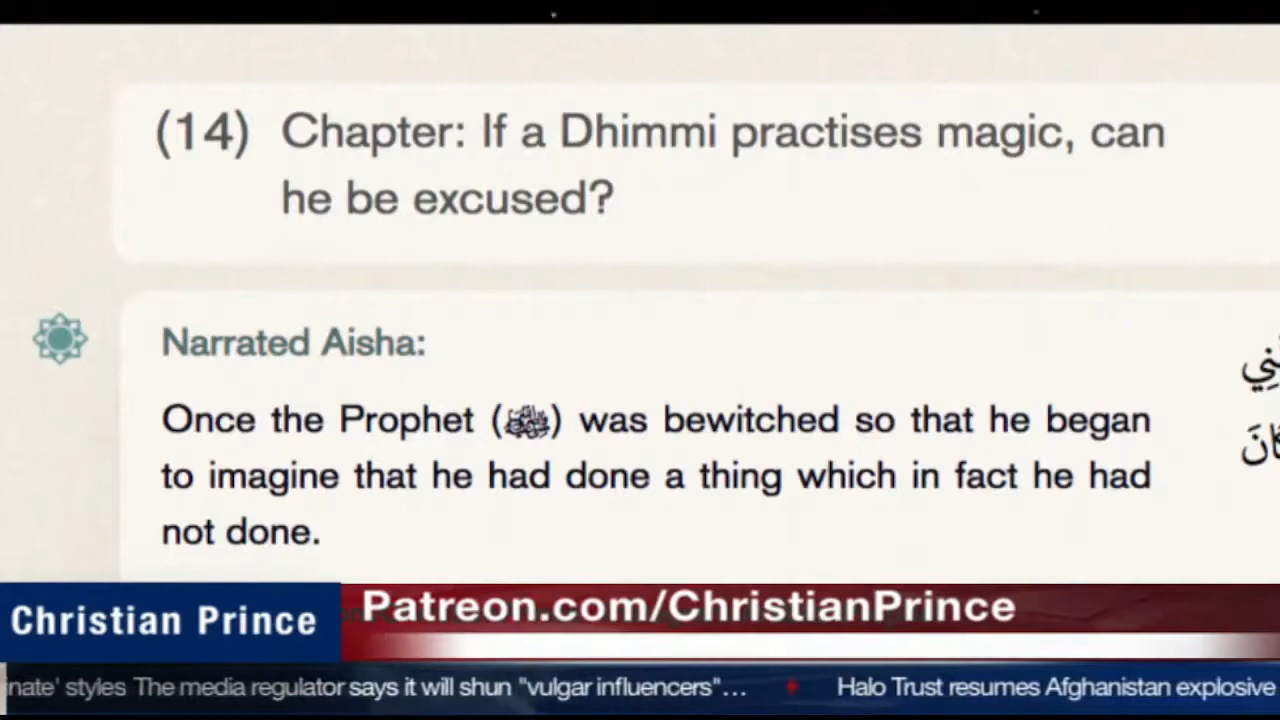 (14) Chapter: If a Dhimmi practises magic, can
he be excused?
Narrated Aisha:
Once the Prophet (ﷺ) was bewitched so that he began
to imagine that he had done a thing which in fact he had
not done.
Christian Prince
Patreon.com/ChristianPrince
nate' styles The media regulator says it will shun "vulgar influencers"... Halo Trust resumes Afghanistan explosive